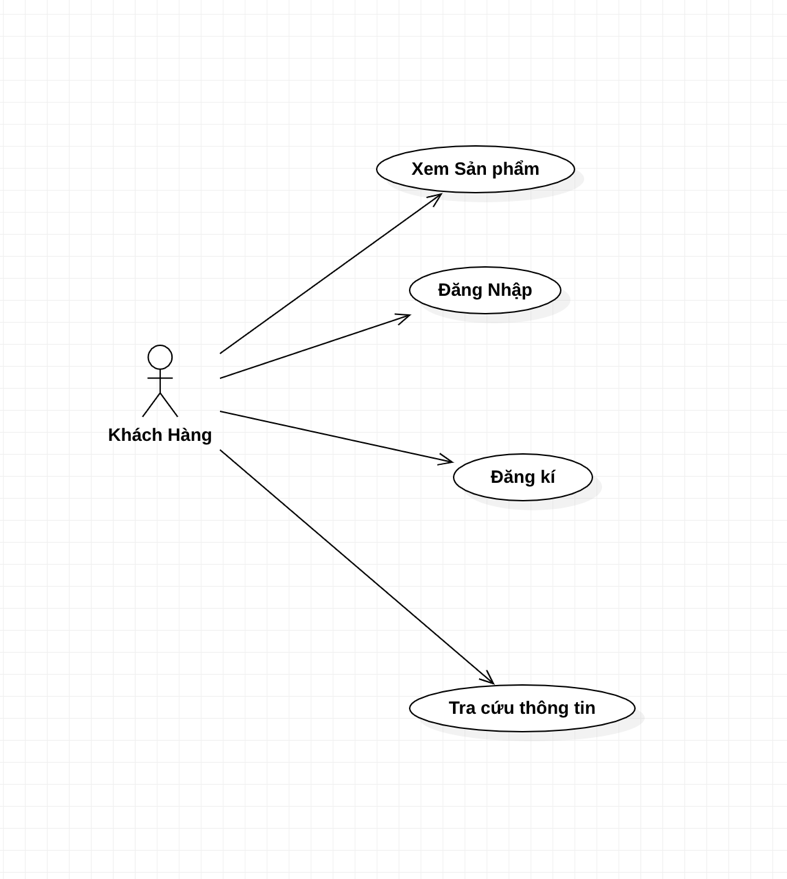 Xem Sản phẩm
Đăng Nhập
Khách Hàng
Đăng kí
Tra cứu thông tin